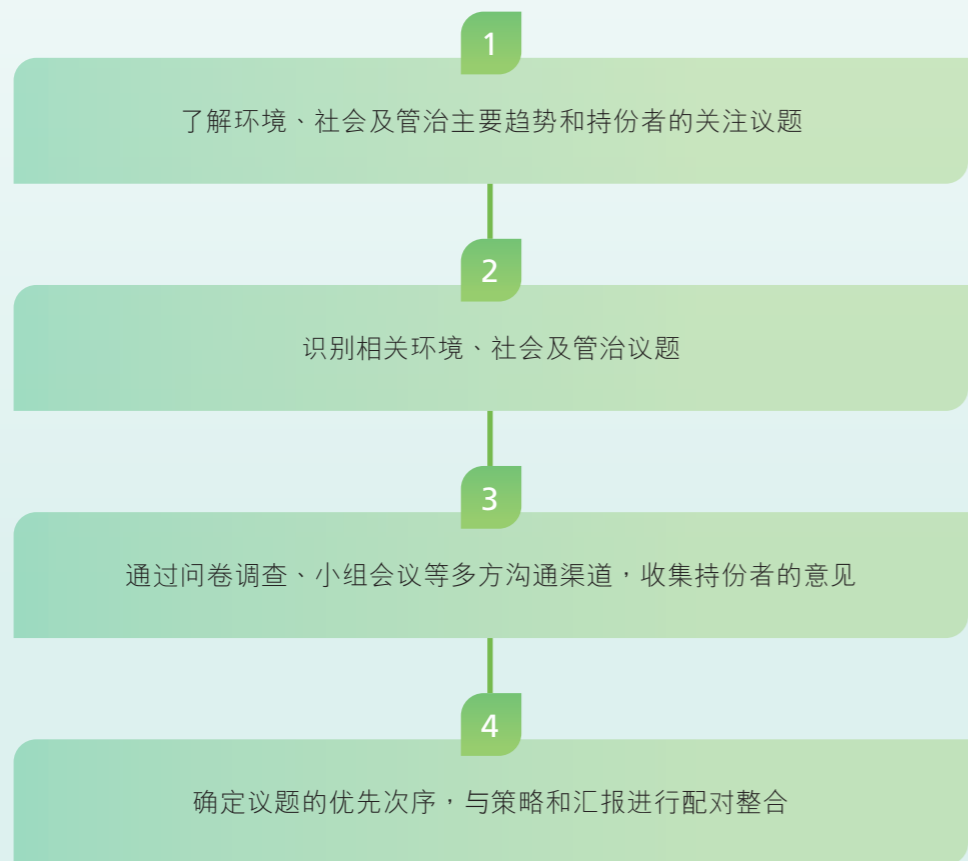 1
了解环境、社会及管治主要趋势和持份者的关注议题
2
识别相关环境、社会及管治议题
3
通过问卷调查、小组会议等多方沟通渠道，收集持份者的意见
4
确定议题的优先次序，与策略和汇报进行配对整合